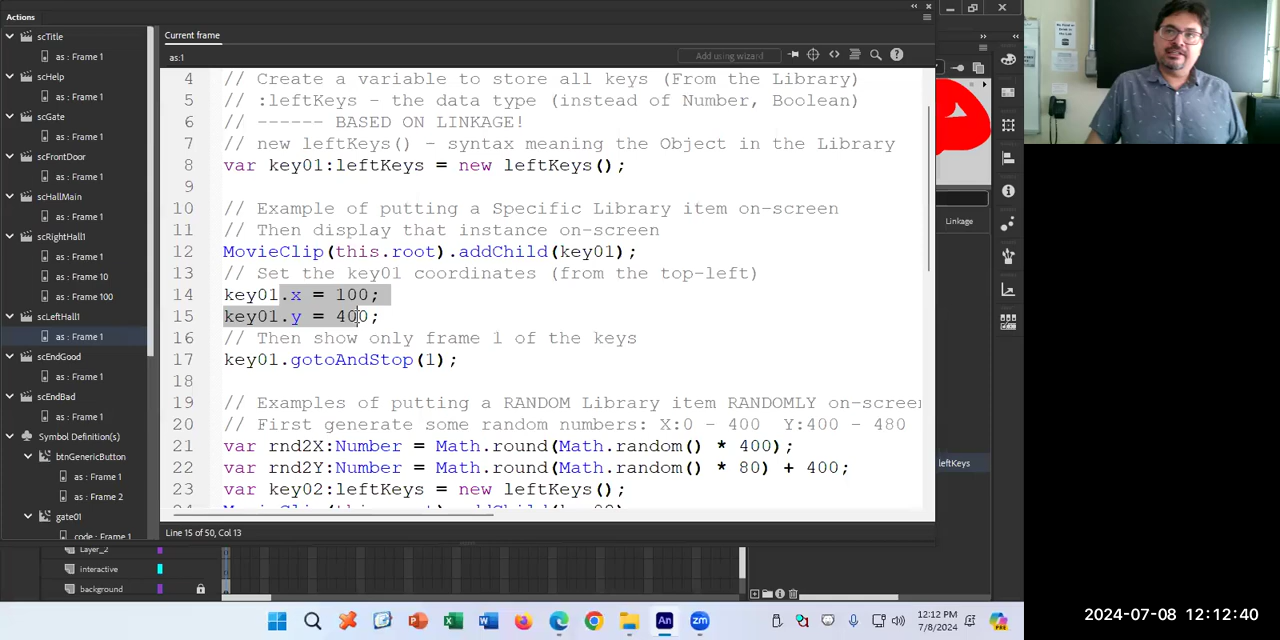 Actions
scTitle
as : Frame 1
scHelp
as : Frame 1
scGate
as : Frame 1
scFrontDoor
as : Frame 1
scHallMain
as : Frame 1
scRightHall1
as : Frame 1
as : Frame 10
as : Frame 100
scLeftHall1
as : Frame 1
scEndGood
as : Frame 1
scEndBad
as : Frame 1
Symbol Definition(s)
btnGenericButton
as : Frame 1
as : Frame 2
gate01
code : Frame 1
Current frame
as:1
Add using wizard
4 // Create a variable to store all keys (From the Library)
5 // :leftKeys - the data type (instead of Number, Boolean)
6 // ------ BASED ON LINKAGE!
7 // new leftKeys() - syntax meaning the Object in the Library
8 var key01:leftKeys = new leftKeys();
9
10 // Example of putting a Specific Library item on-screen
11 // Then display that instance on-screen
12 MovieClip(this.root).addChild(key01);
13 // Set the key01 coordinates (from the top-left)
14 key01.x = 100;
15 key01.y = 400;
16 // Then show only frame 1 of the keys
17 key01.gotoAndStop(1);
18
19 // Examples of putting a RANDOM Library item RANDOMLY on-screen
20 // First generate some random numbers: X:0 - 400 Y:400 - 480
21 var rnd2X:Number = Math.round(Math.random() * 400);
22 var rnd2Y:Number = Math.round(Math.random() * 80) + 400;
23 var key02:leftKeys = new leftKeys();
Line 15 of 50, Col 13
Linkage
leftKeys
Layer_2
interactive
background
12:12 PM
7/8/2024
2024-07-08 12:12:40